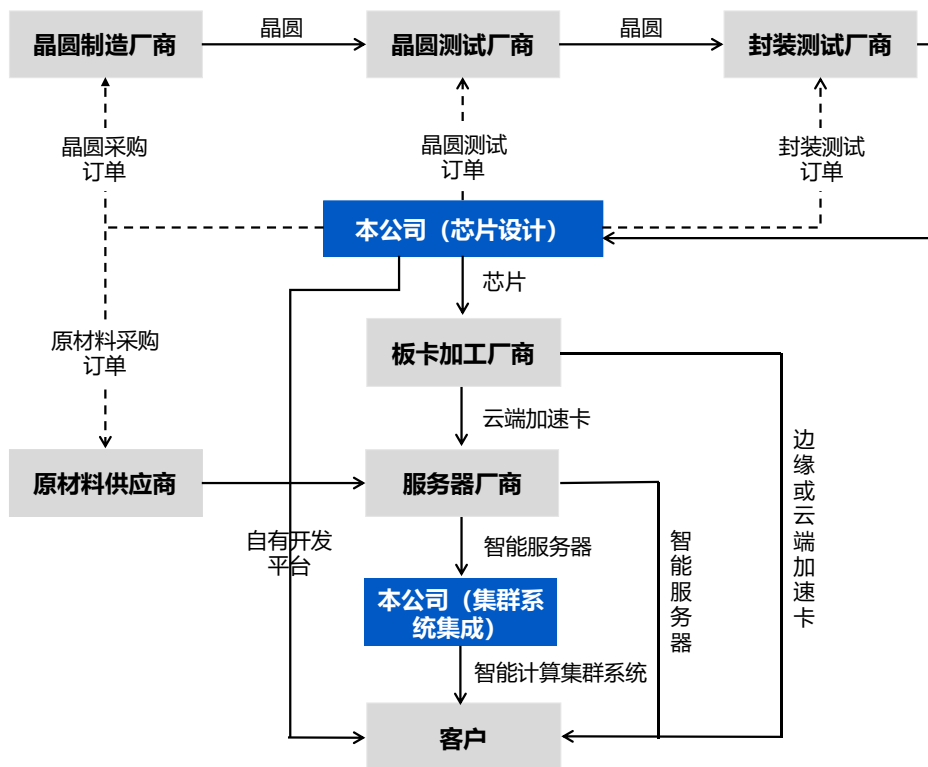 晶圆制造厂商
晶圆
晶圆测试厂商
晶圆
封装测试厂商
晶圆采购
订单
晶圆测试
订单
封装测试
订单
本公司（芯片设计）
芯片
原材料采购
订单
板卡加工厂商
云端加速卡
边缘或云端加速卡
原材料供应商
服务器厂商
自有开发
平台
智能服务器
智能服务器
本公司（集群系
统集成）
智能计算集群系统
客户